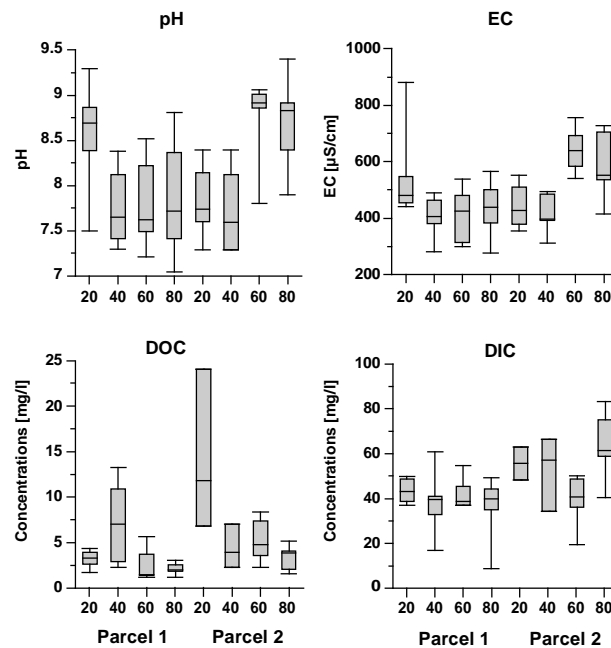 pH
EC
9.5
9
8.5
8
7.5
7
pH
1000
800
600
400
200
EC [µS/cm]
20 40 60 80 20 40 60 80
20 40 60 80 20 40 60 80
DOC
DIC
25
20
15
10
5
0
Concentrations [mg/l]
100
80
60
40
20
0
Concentrations [mg/l]
20 40 60 80 20 40 60 80
20 40 60 80 20 40 60 80
Parcel 1 Parcel 2
Parcel 1 Parcel 2